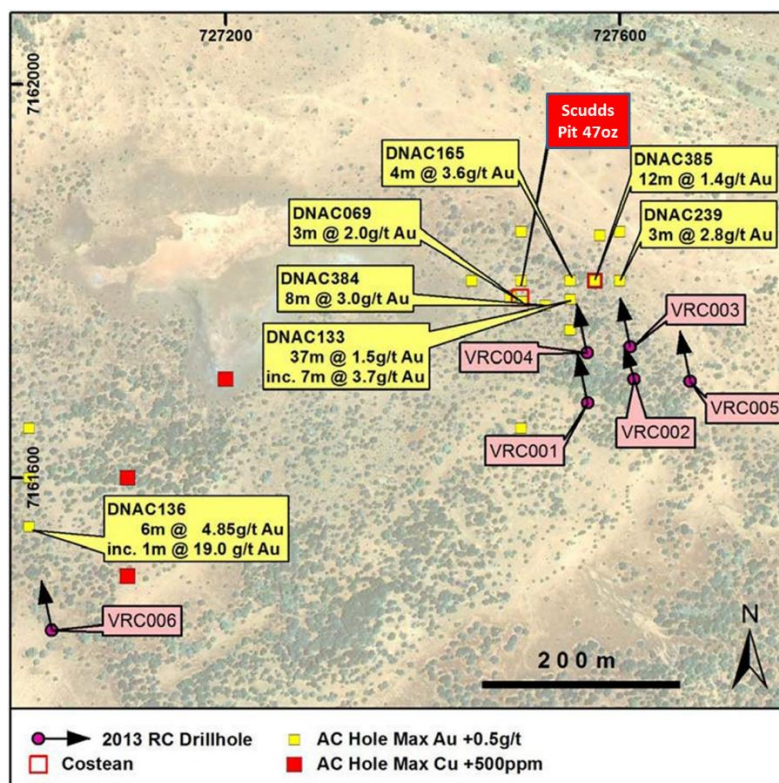 727200
727600
7162000
Scudds
Pit 47oz
DNAC165
4m @ 3.6g/t Au
DNAC385
12m @ 1.4g/t Au
DNAC069
3m @ 2.0g/t Au
DNAC239
3m @ 2.8g/t Au
DNAC384
8m @ 3.0g/t Au
DNAC133
37m @ 1.5g/t Au
inc. 7m @ 3.7g/t Au
VRC003
VRC004
VRC005
VRC002
VRC001
7161600
DNAC136
6m @ 4.85g/t Au
inc. 1m @ 19.0 g/t Au
VRC006
N
200m
2013 RC Drillhole
AC Hole Max Au +0.5g/t
Costean
AC Hole Max Cu +500ppm